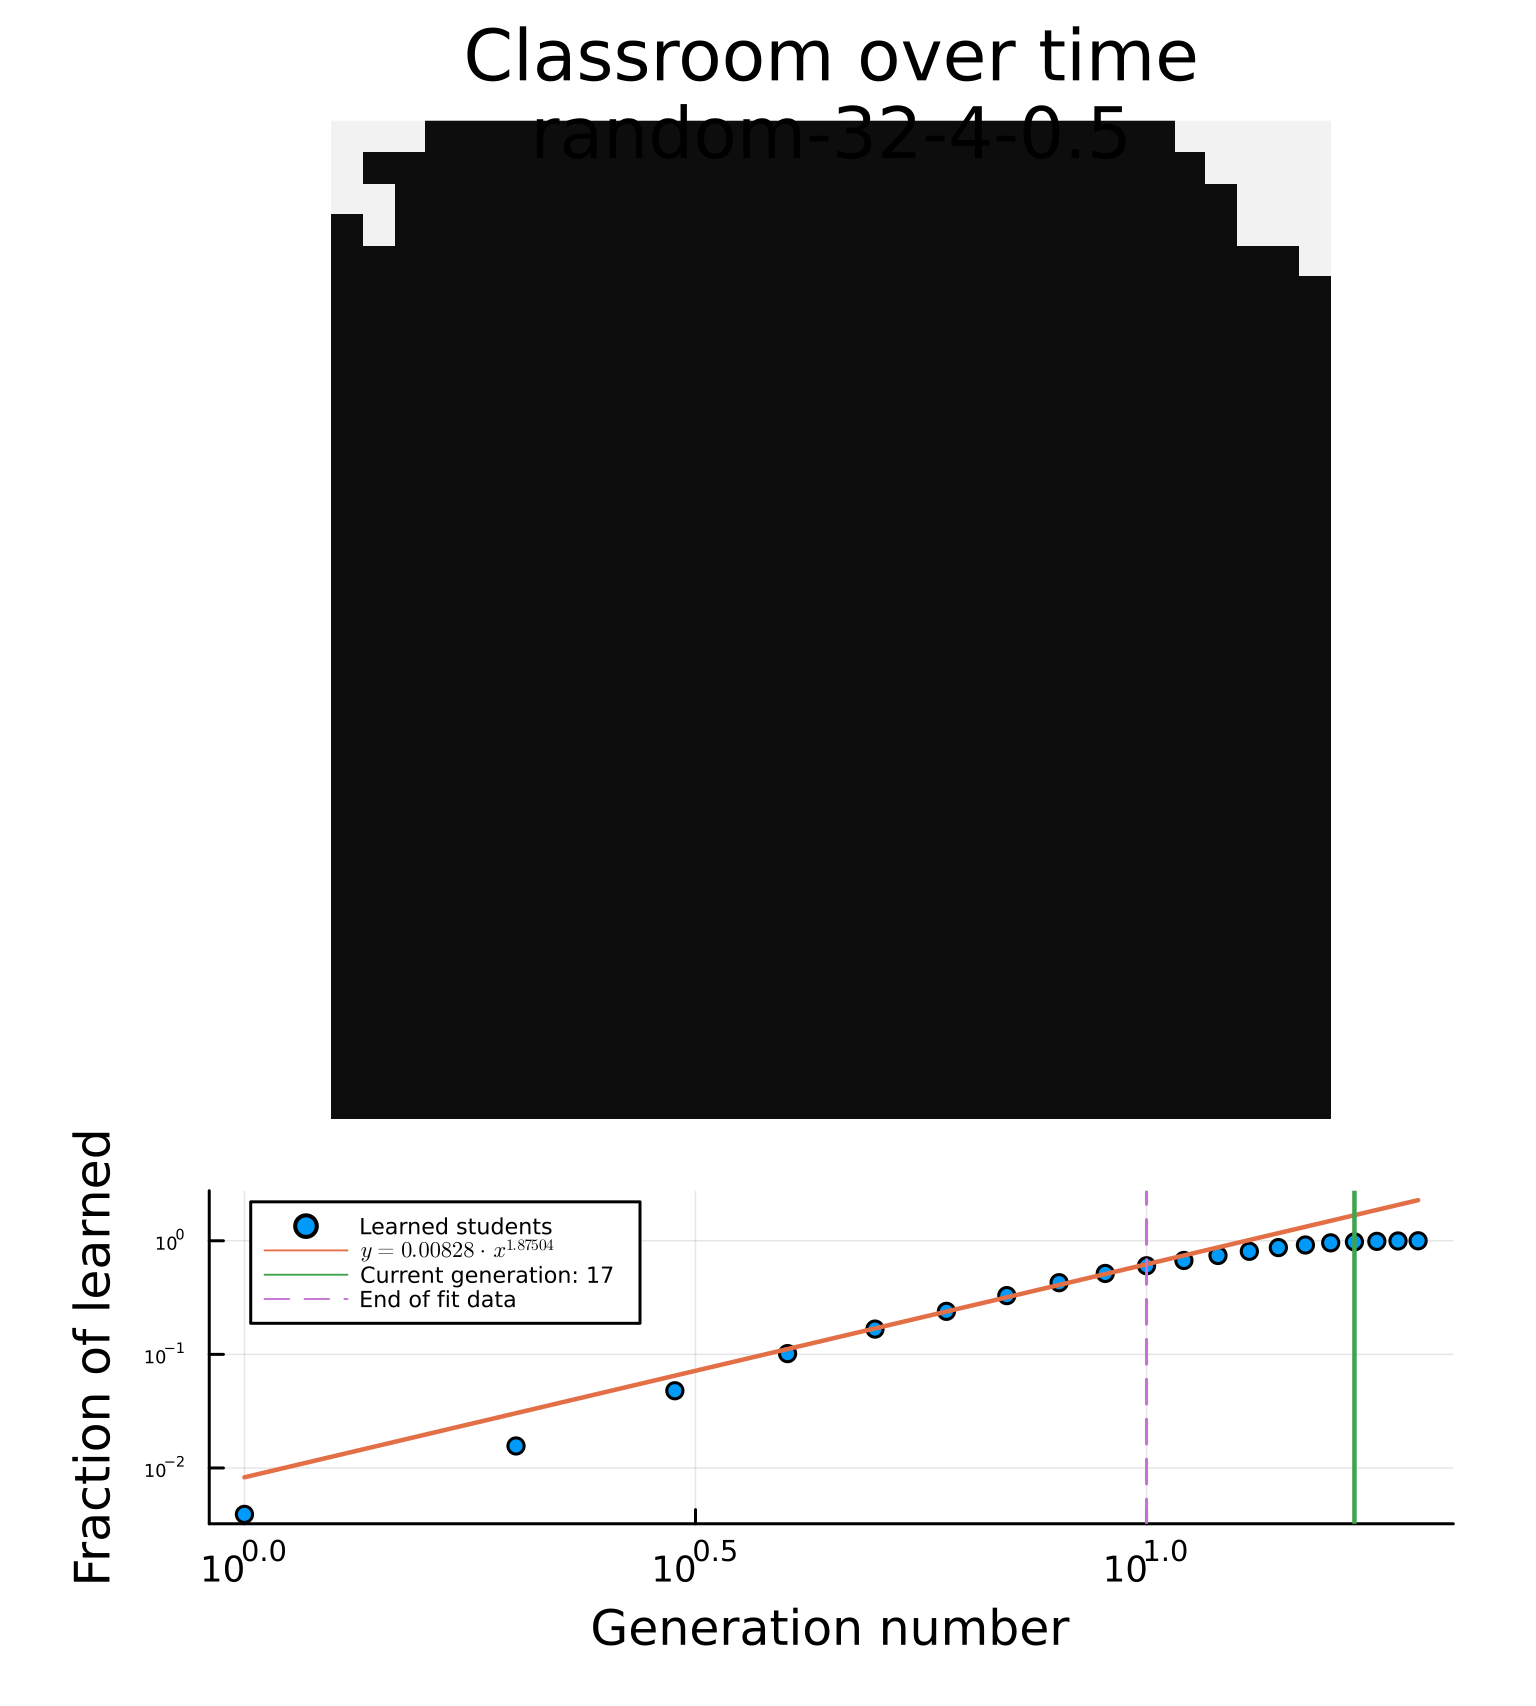 Classroom over time
random-32-4-0.5
Fraction of learned
10⁰
10⁻¹
10⁻²
Learned students
y = 0.00828 · x^1.87504
Current generation: 17
End of fit data
10^0.0
10^0.5
10^1.0
Generation number